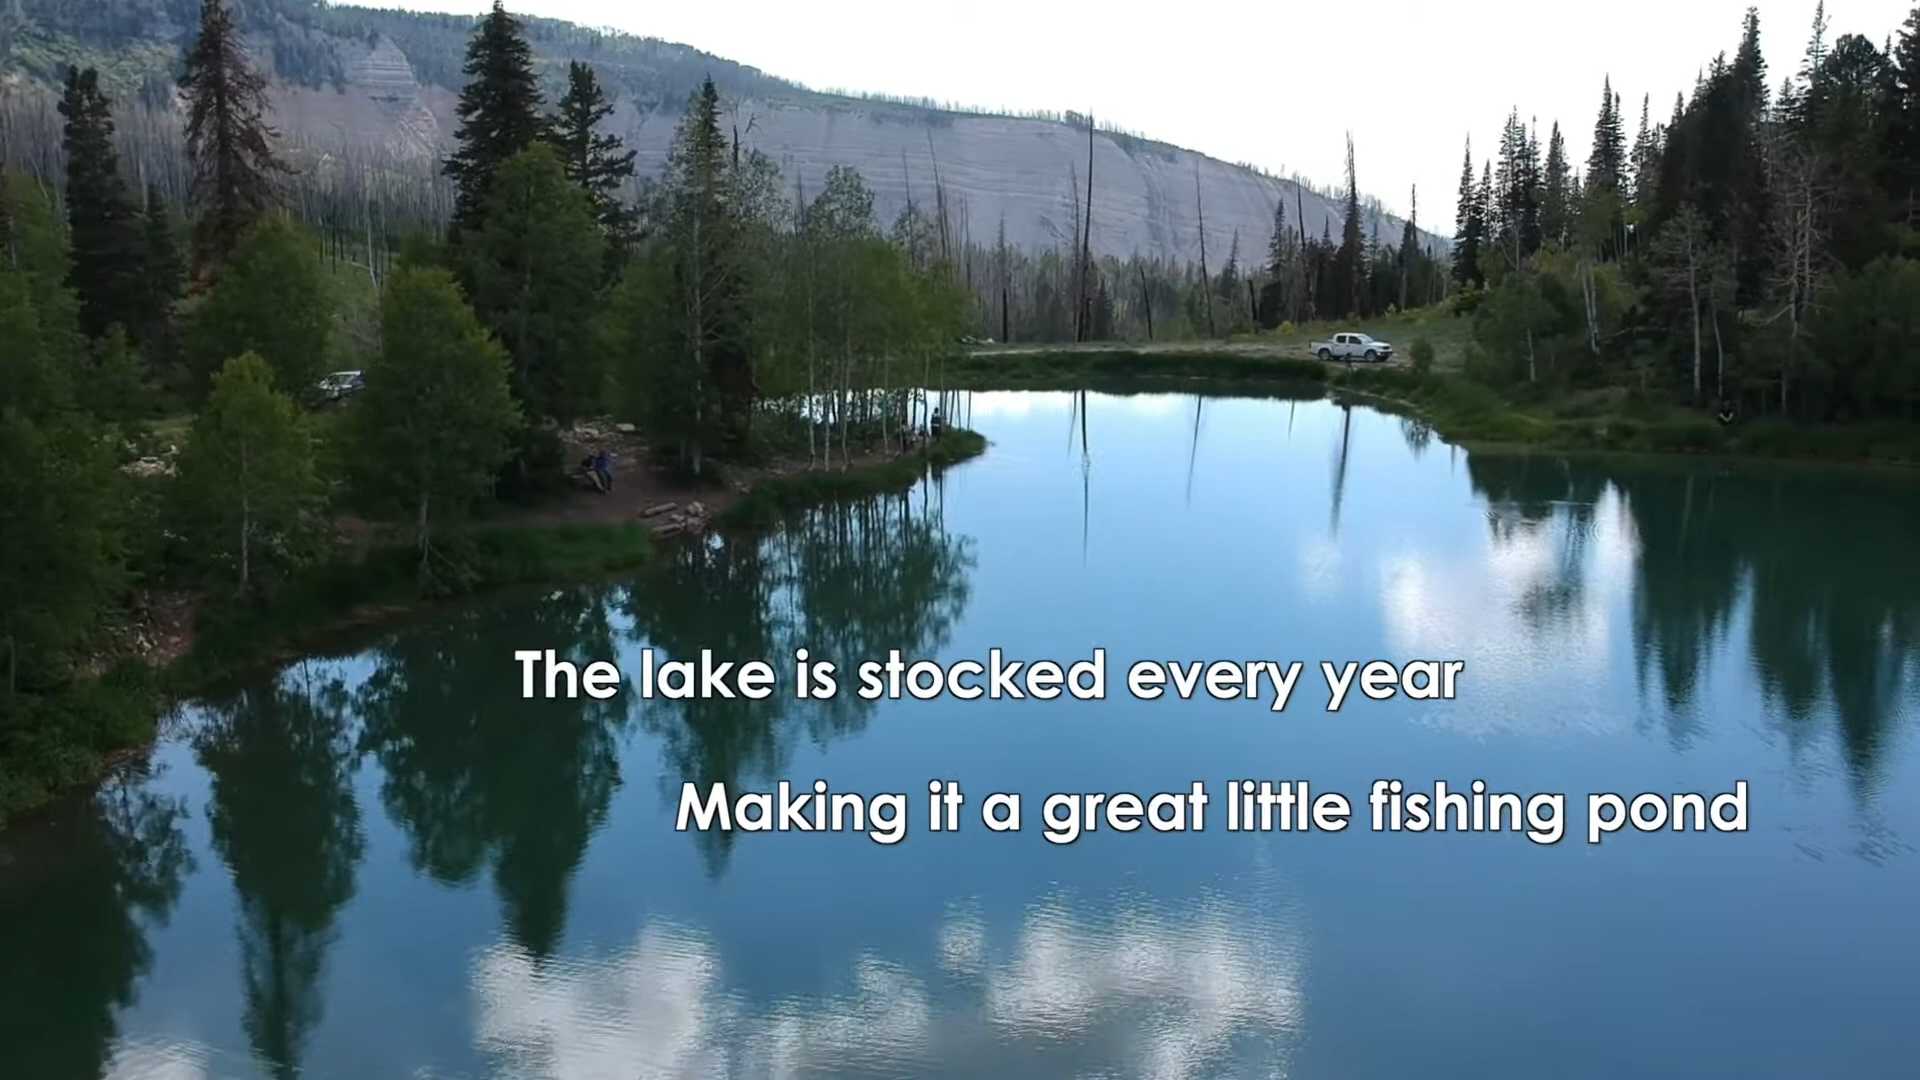 The lake is stocked every year
Making it a great little fishing pond